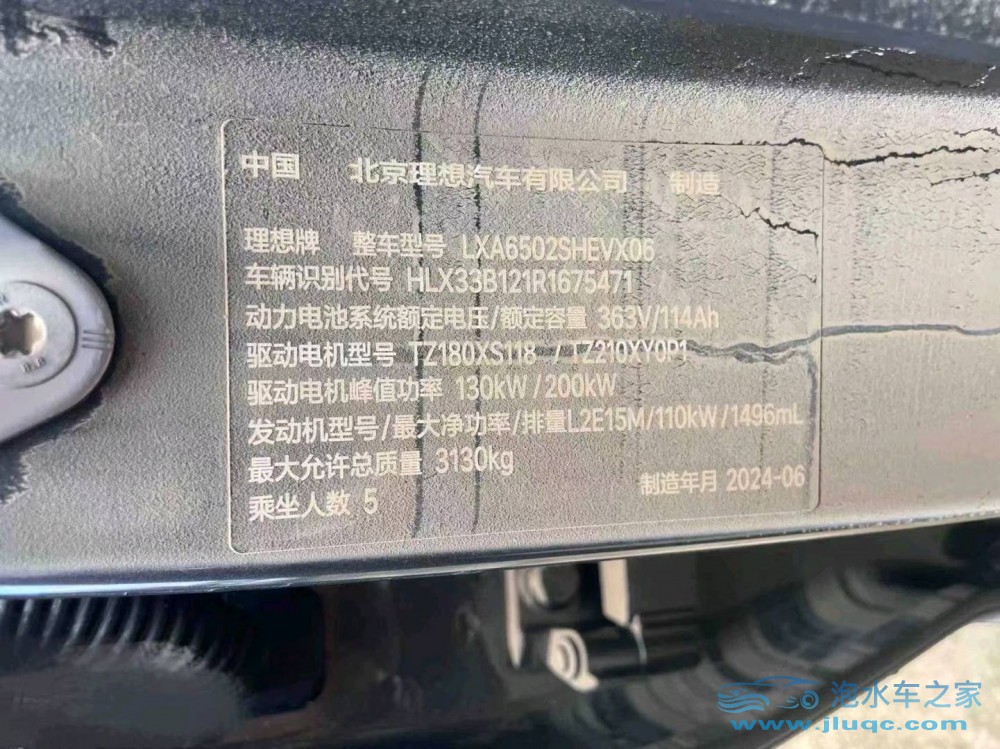 中国 北京理想汽车有限公司 制造
理想牌 整车型号 LXA6502SHEVX06
车辆识别代号 HLX33B121R1675471
动力电池系统额定电压/额定容量 363V/114Ah
驱动电机型号 TZ180XS118 / TZ210XY0P1
驱动电机峰值功率 130kW / 200kW
发动机型号/最大净功率/排量L2E15M/110kW/1496mL
最大允许总质量 3130kg
制造年月 2024-06
乘坐人数 5
泡水车之家
www.jluqc.com